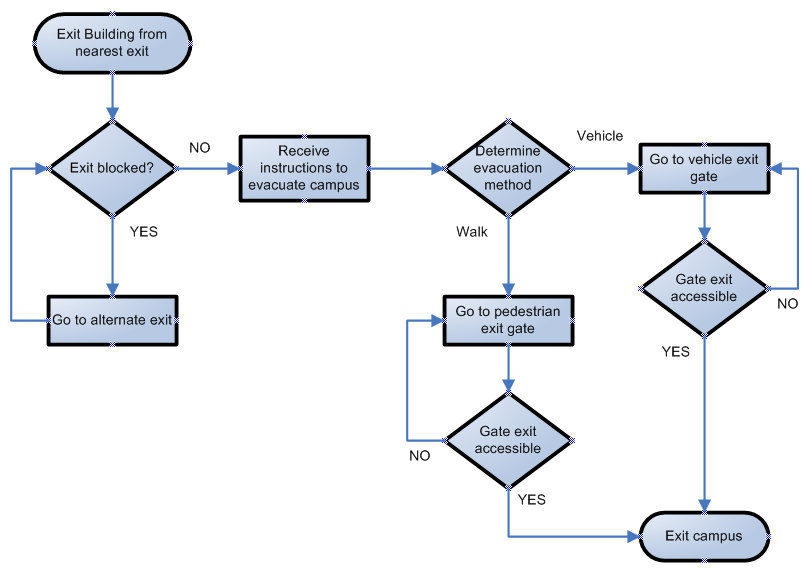 Exit Building from
nearest exit
Exit blocked?
NO
YES
Go to alternate exit
Receive
instructions to
evacuate campus
Determine
evacuation
method
Vehicle
Walk
Go to vehicle exit
gate
Gate exit
accessible
NO
YES
Go to pedestrian
exit gate
Gate exit
accessible
NO
YES
Exit campus